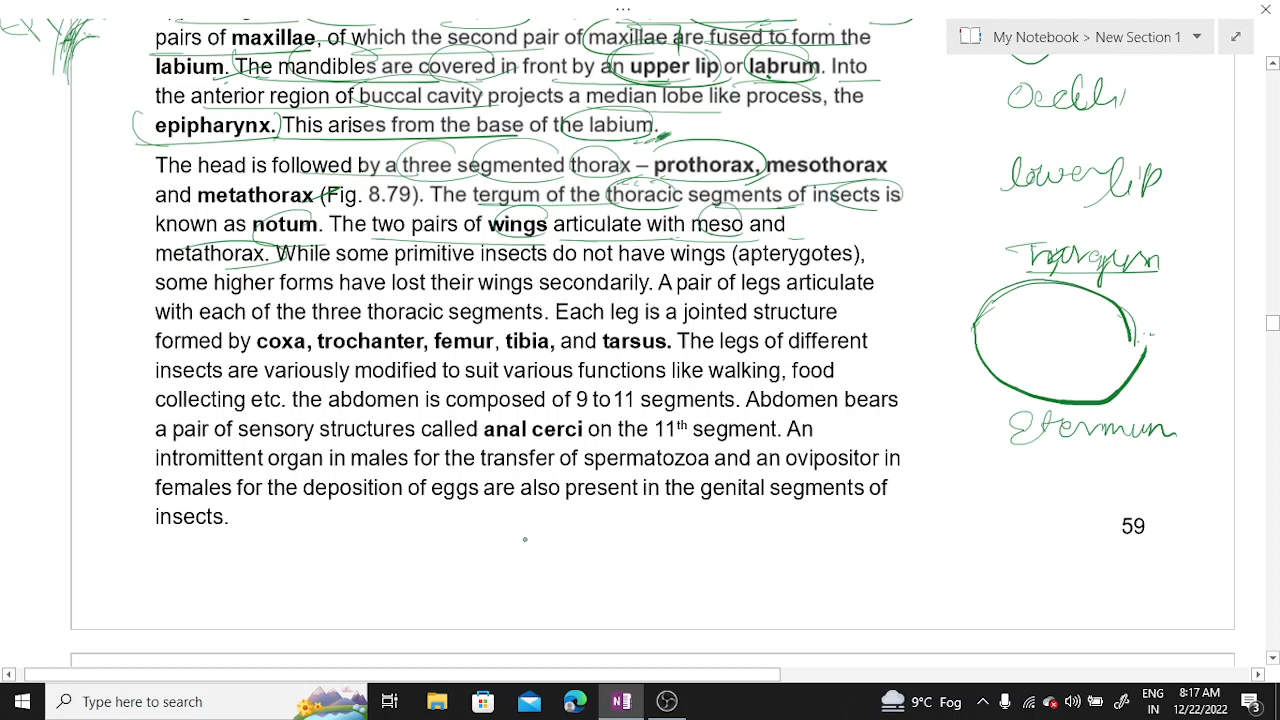 ...
My Notebook > New Section 1
pairs of maxillae, of which the second pair of maxillae are fused to form the
labium. The mandibles are covered in front by an upper lip or labrum. Into
the anterior region of buccal cavity projects a median lobe like process, the
epipharynx. This arises from the base of the labium.
The head is followed by a three segmented thorax – prothorax, mesothorax
and metathorax (Fig. 8.79). The tergum of the thoracic segments of insects is
known as notum. The two pairs of wings articulate with meso and
metathorax. While some primitive insects do not have wings (apterygotes),
some higher forms have lost their wings secondarily. A pair of legs articulate
with each of the three thoracic segments. Each leg is a jointed structure
formed by coxa, trochanter, femur, tibia, and tarsus. The legs of different
insects are variously modified to suit various functions like walking, food
collecting etc. the abdomen is composed of 9 to 11 segments. Abdomen bears
a pair of sensory structures called anal cerci on the 11th segment. An
intromittent organ in males for the transfer of spermatozoa and an ovipositor in
females for the deposition of eggs are also present in the genital segments of
insects.
lower lip
59
Type here to search
9°C Fog
ENG
IN
8:17 AM
12/22/2022
3